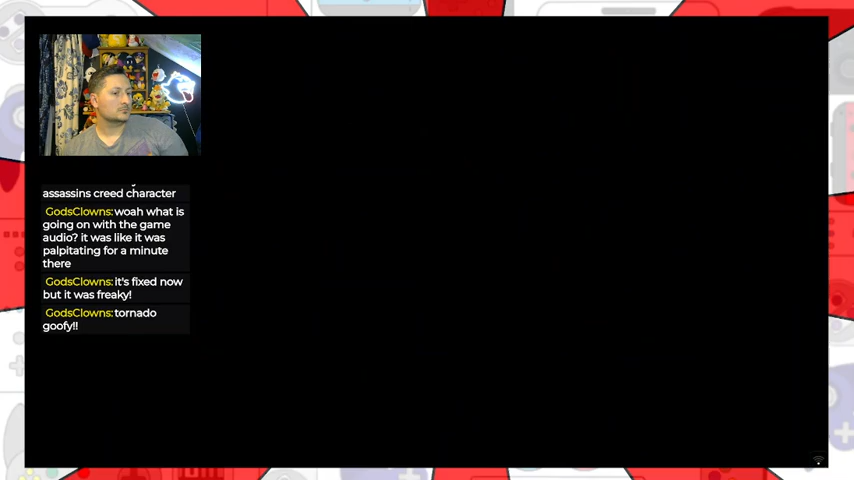 assassins creed character
GodsClowns: woah what is
going on with the game
audio? it was like it was
palpitating for a minute
there
GodsClowns: it's fixed now
but it was freaky!
GodsClowns: tornado
goofy!!